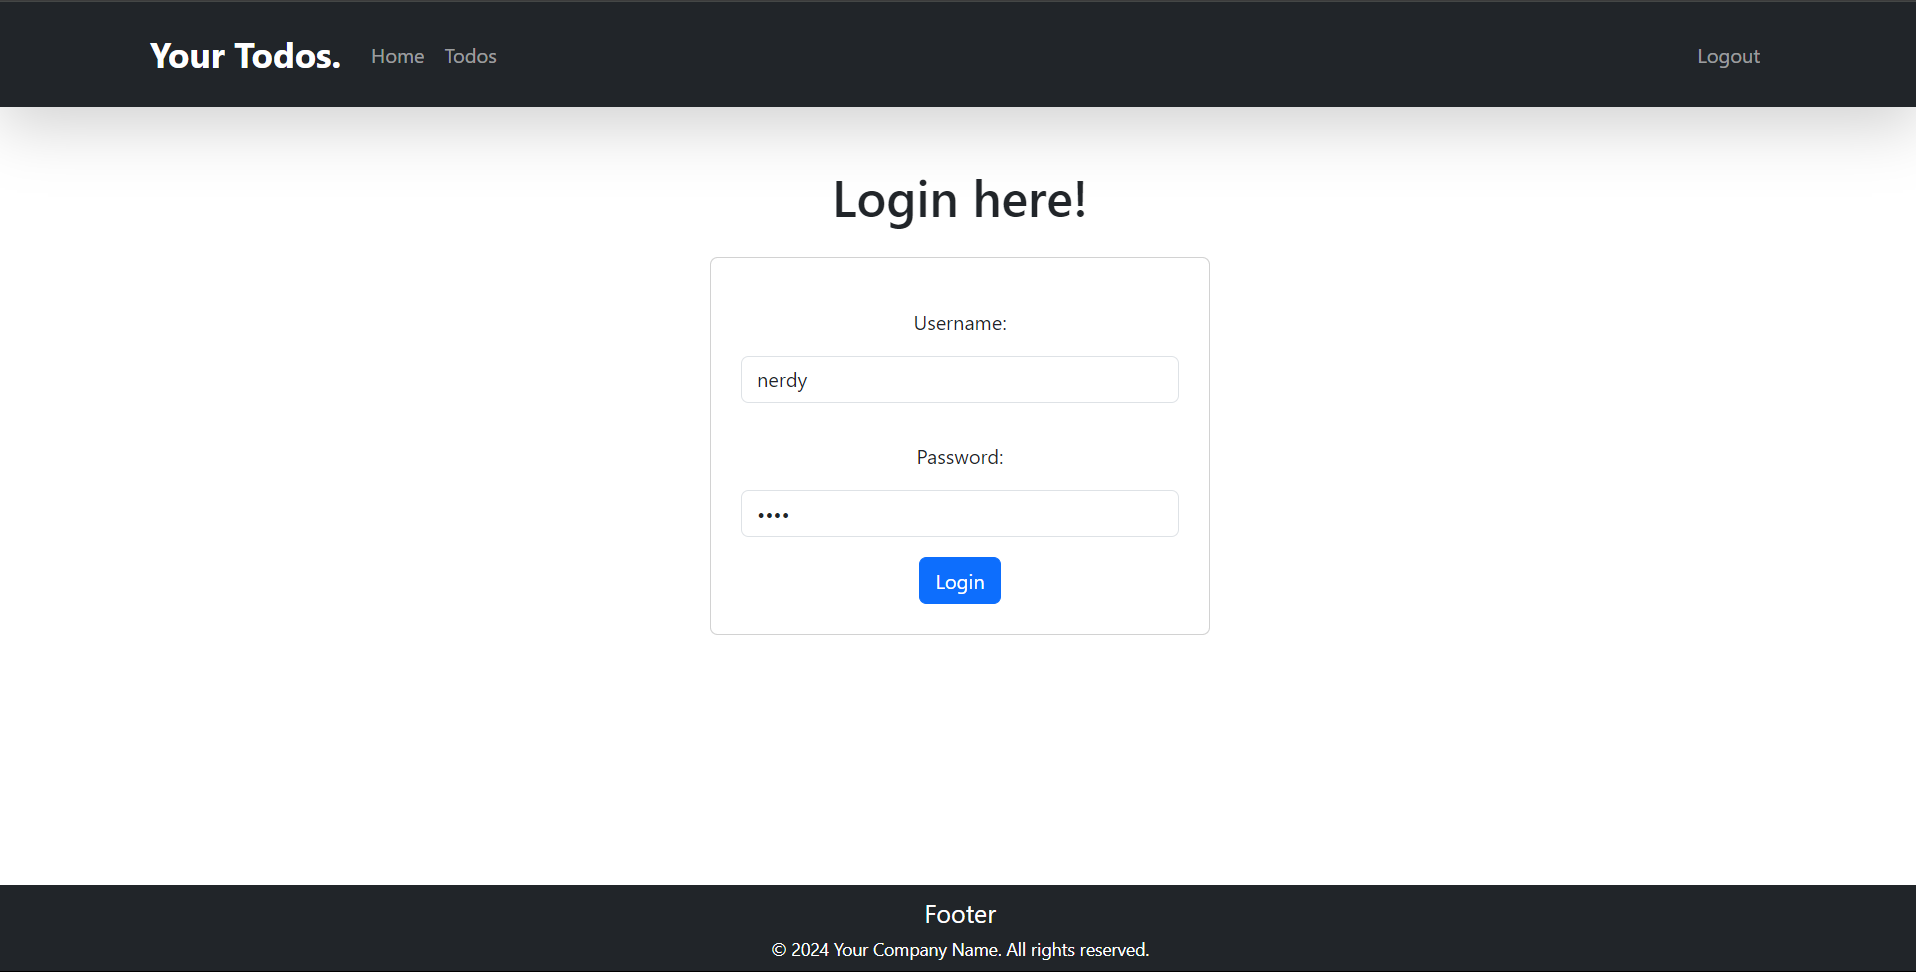 Your Todos. Home Todos Logout
Login here!
Username:
nerdy
Password:
••••
Login
Footer
© 2024 Your Company Name. All rights reserved.